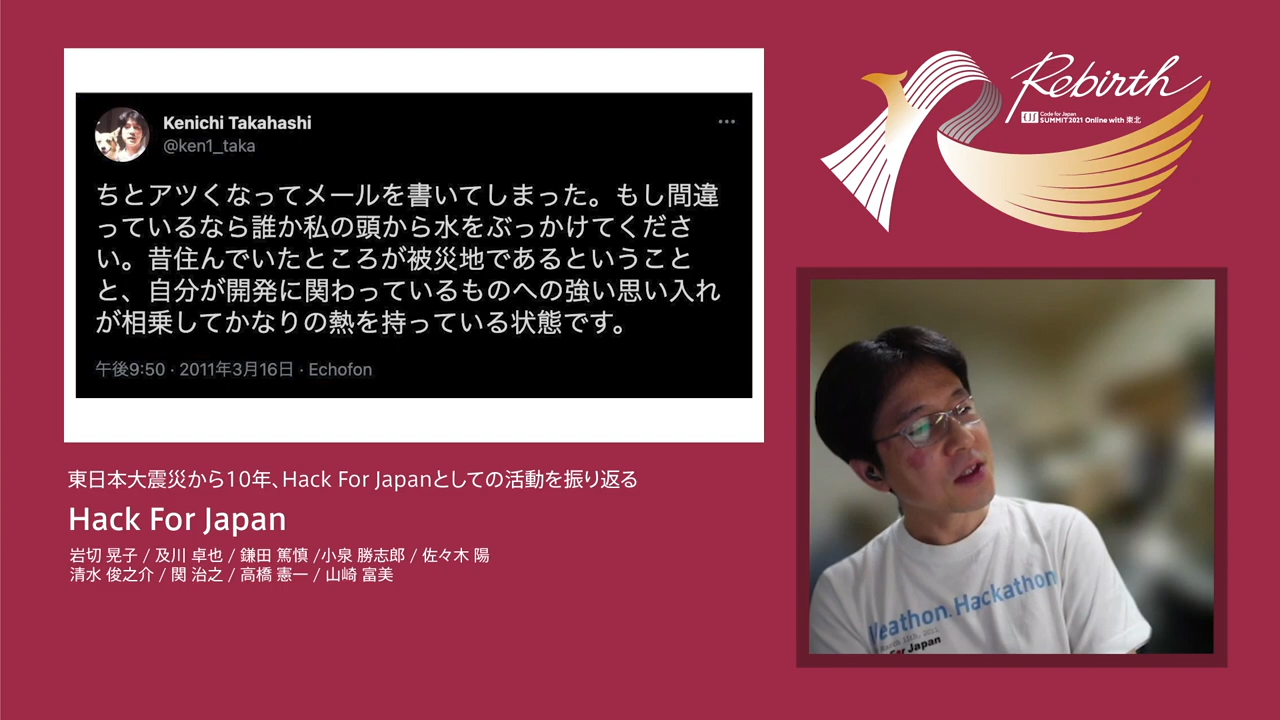 Kenichi Takahashi
@ken1_taka
ちとアツくなってメールを書いてしまった。もし間違
っているなら誰か私の頭から水をぶっかけてくださ
い。昔住んでいたところが被災地であるということ
と、自分が開発に関わっているものへの強い思い入れ
が相乗してかなりの熱を持っている状態です。
午後9:50 · 2011年3月16日 · Echofon
Rebirth
Code for Japan
SUMMIT2021 Online with 東北
東日本大震災から10年、Hack For Japanとしての活動を振り返る
Hack For Japan
岩切 晃子 / 及川 卓也 / 鎌田 篤慎 /小泉 勝志郎 / 佐々木 陽
清水 俊之介 / 関 治之 / 高橋 憲一 / 山崎 富美
Hackathon.
For Japan